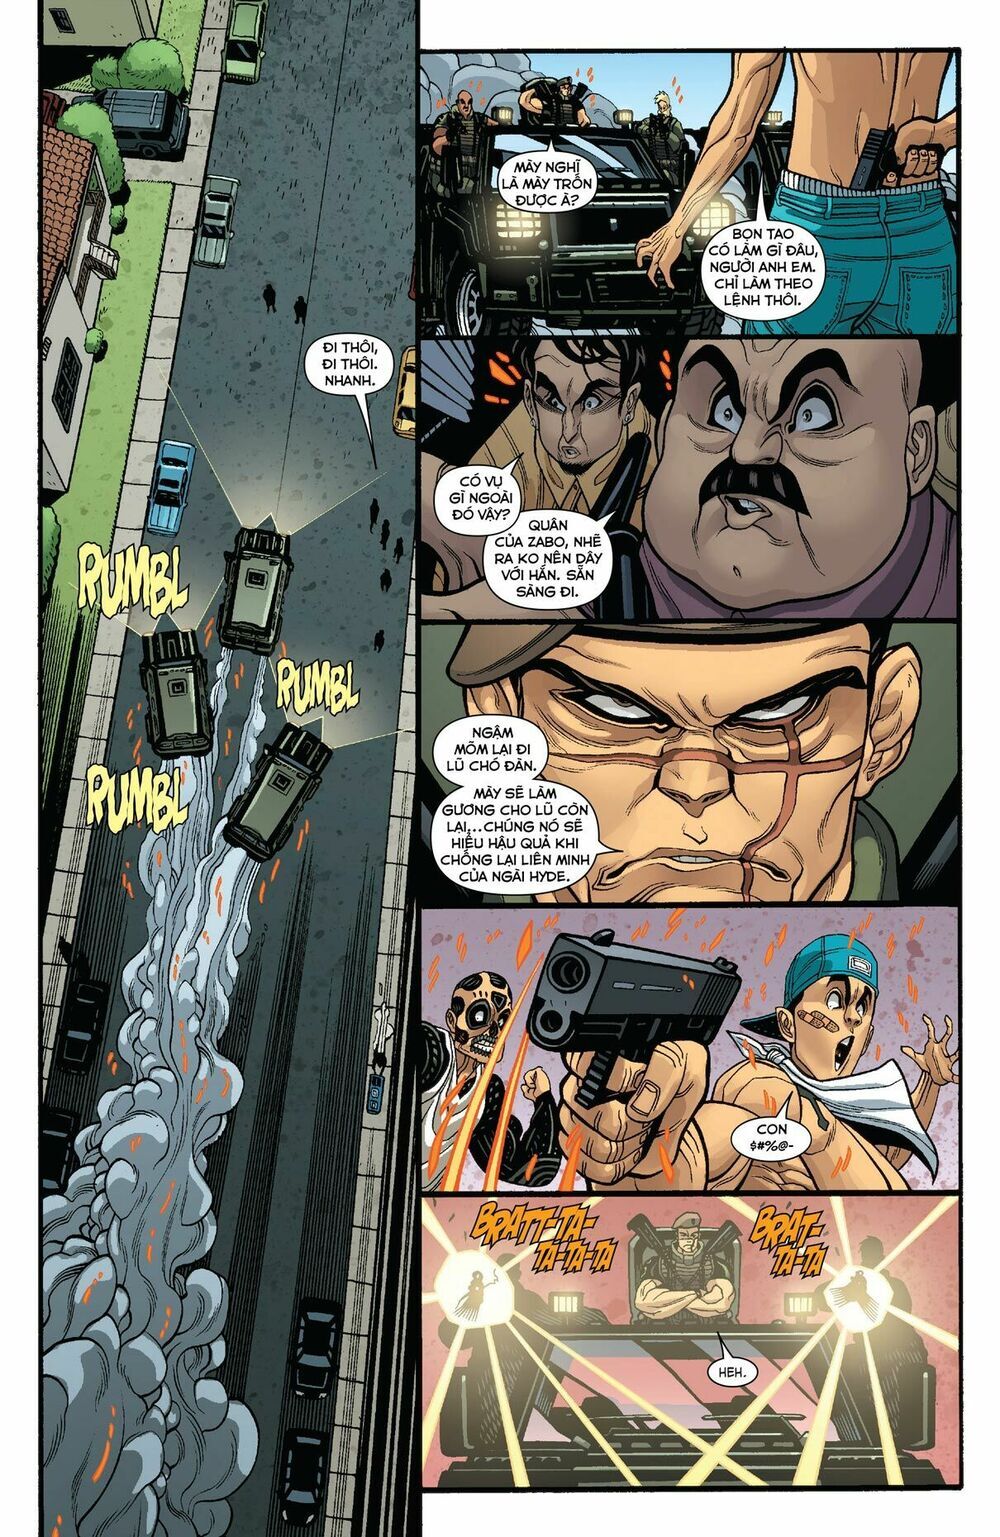 ĐI THÔI,
ĐI THÔI.
NHANH.
RUMBL
RUMBL
RUMBL
MÀY NGHĨ
LÀ MÀY TRỐN
ĐƯỢC À?
BỌN TAO
CÓ LÀM GÌ ĐÂU,
NGƯỜI ANH EM.
CHỈ LÀM THEO
LỆNH THÔI.
CÓ VỤ
GÌ NGOÀI
ĐÓ VẬY?
QUÂN
CỦA ZABO, NHẼ
RA KO NÊN DÂY
VỚI HẮN. SẴN
SÀNG ĐI.
NGẬM
MÕM LẠI ĐI
LŨ CHÓ ĐẦN.
MÀY SẼ LÀM
GƯƠNG CHO LŨ CÒN
LẠI...CHÚNG NÓ SẼ
HIỂU HẬU QUẢ KHI
CHỐNG LẠI LIÊN MINH
CỦA NGÀI HYDE.
CON
$#%@-
BRATT-TA-
TA-TA-TA
BRAT-
TA-TA
HEH.